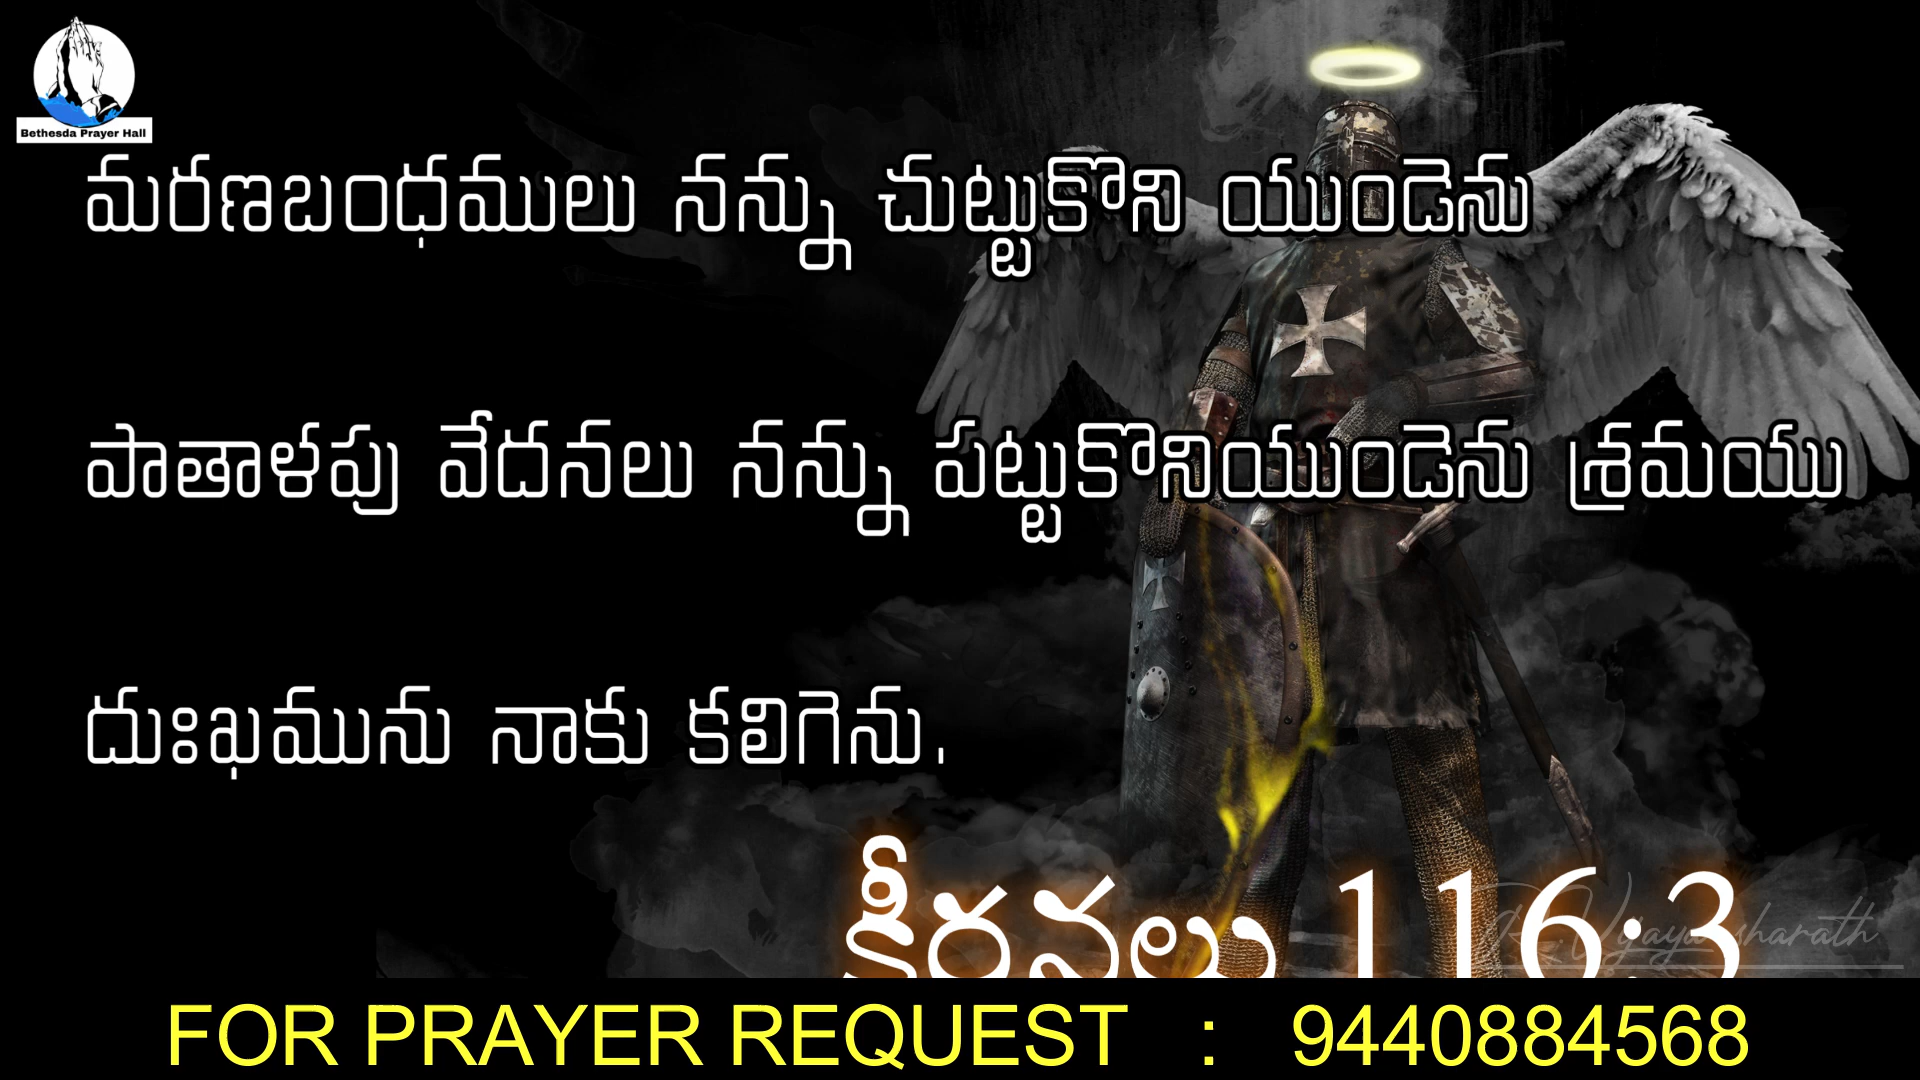 Bethesda Prayer Hall
మరణబంధములు నన్ను చుట్టుకొని యుండెను
పాతాళపు వేదనలు నన్ను పట్టుకొనియుండెను శ్రమయు
దుఃఖమును నాకు కలిగెను.
కీర్తనలు 116:3
FOR PRAYER REQUEST : 9440884568